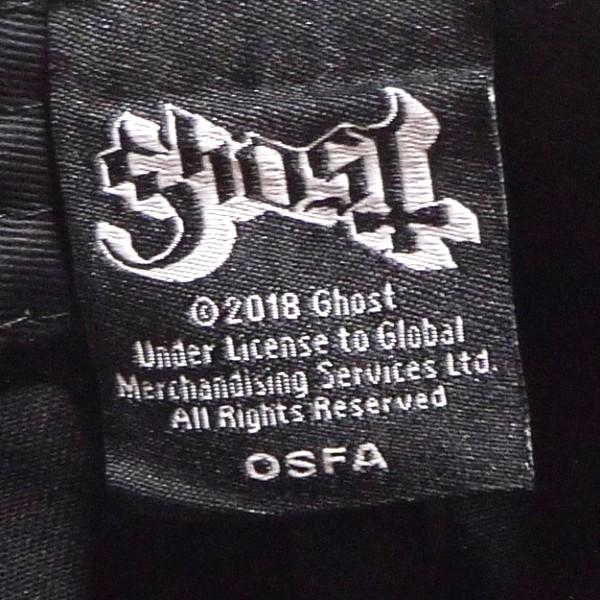 Ghost
©2018 Ghost
Under License to Global
Merchandising Services Ltd.
All Rights Reserved
OSFA